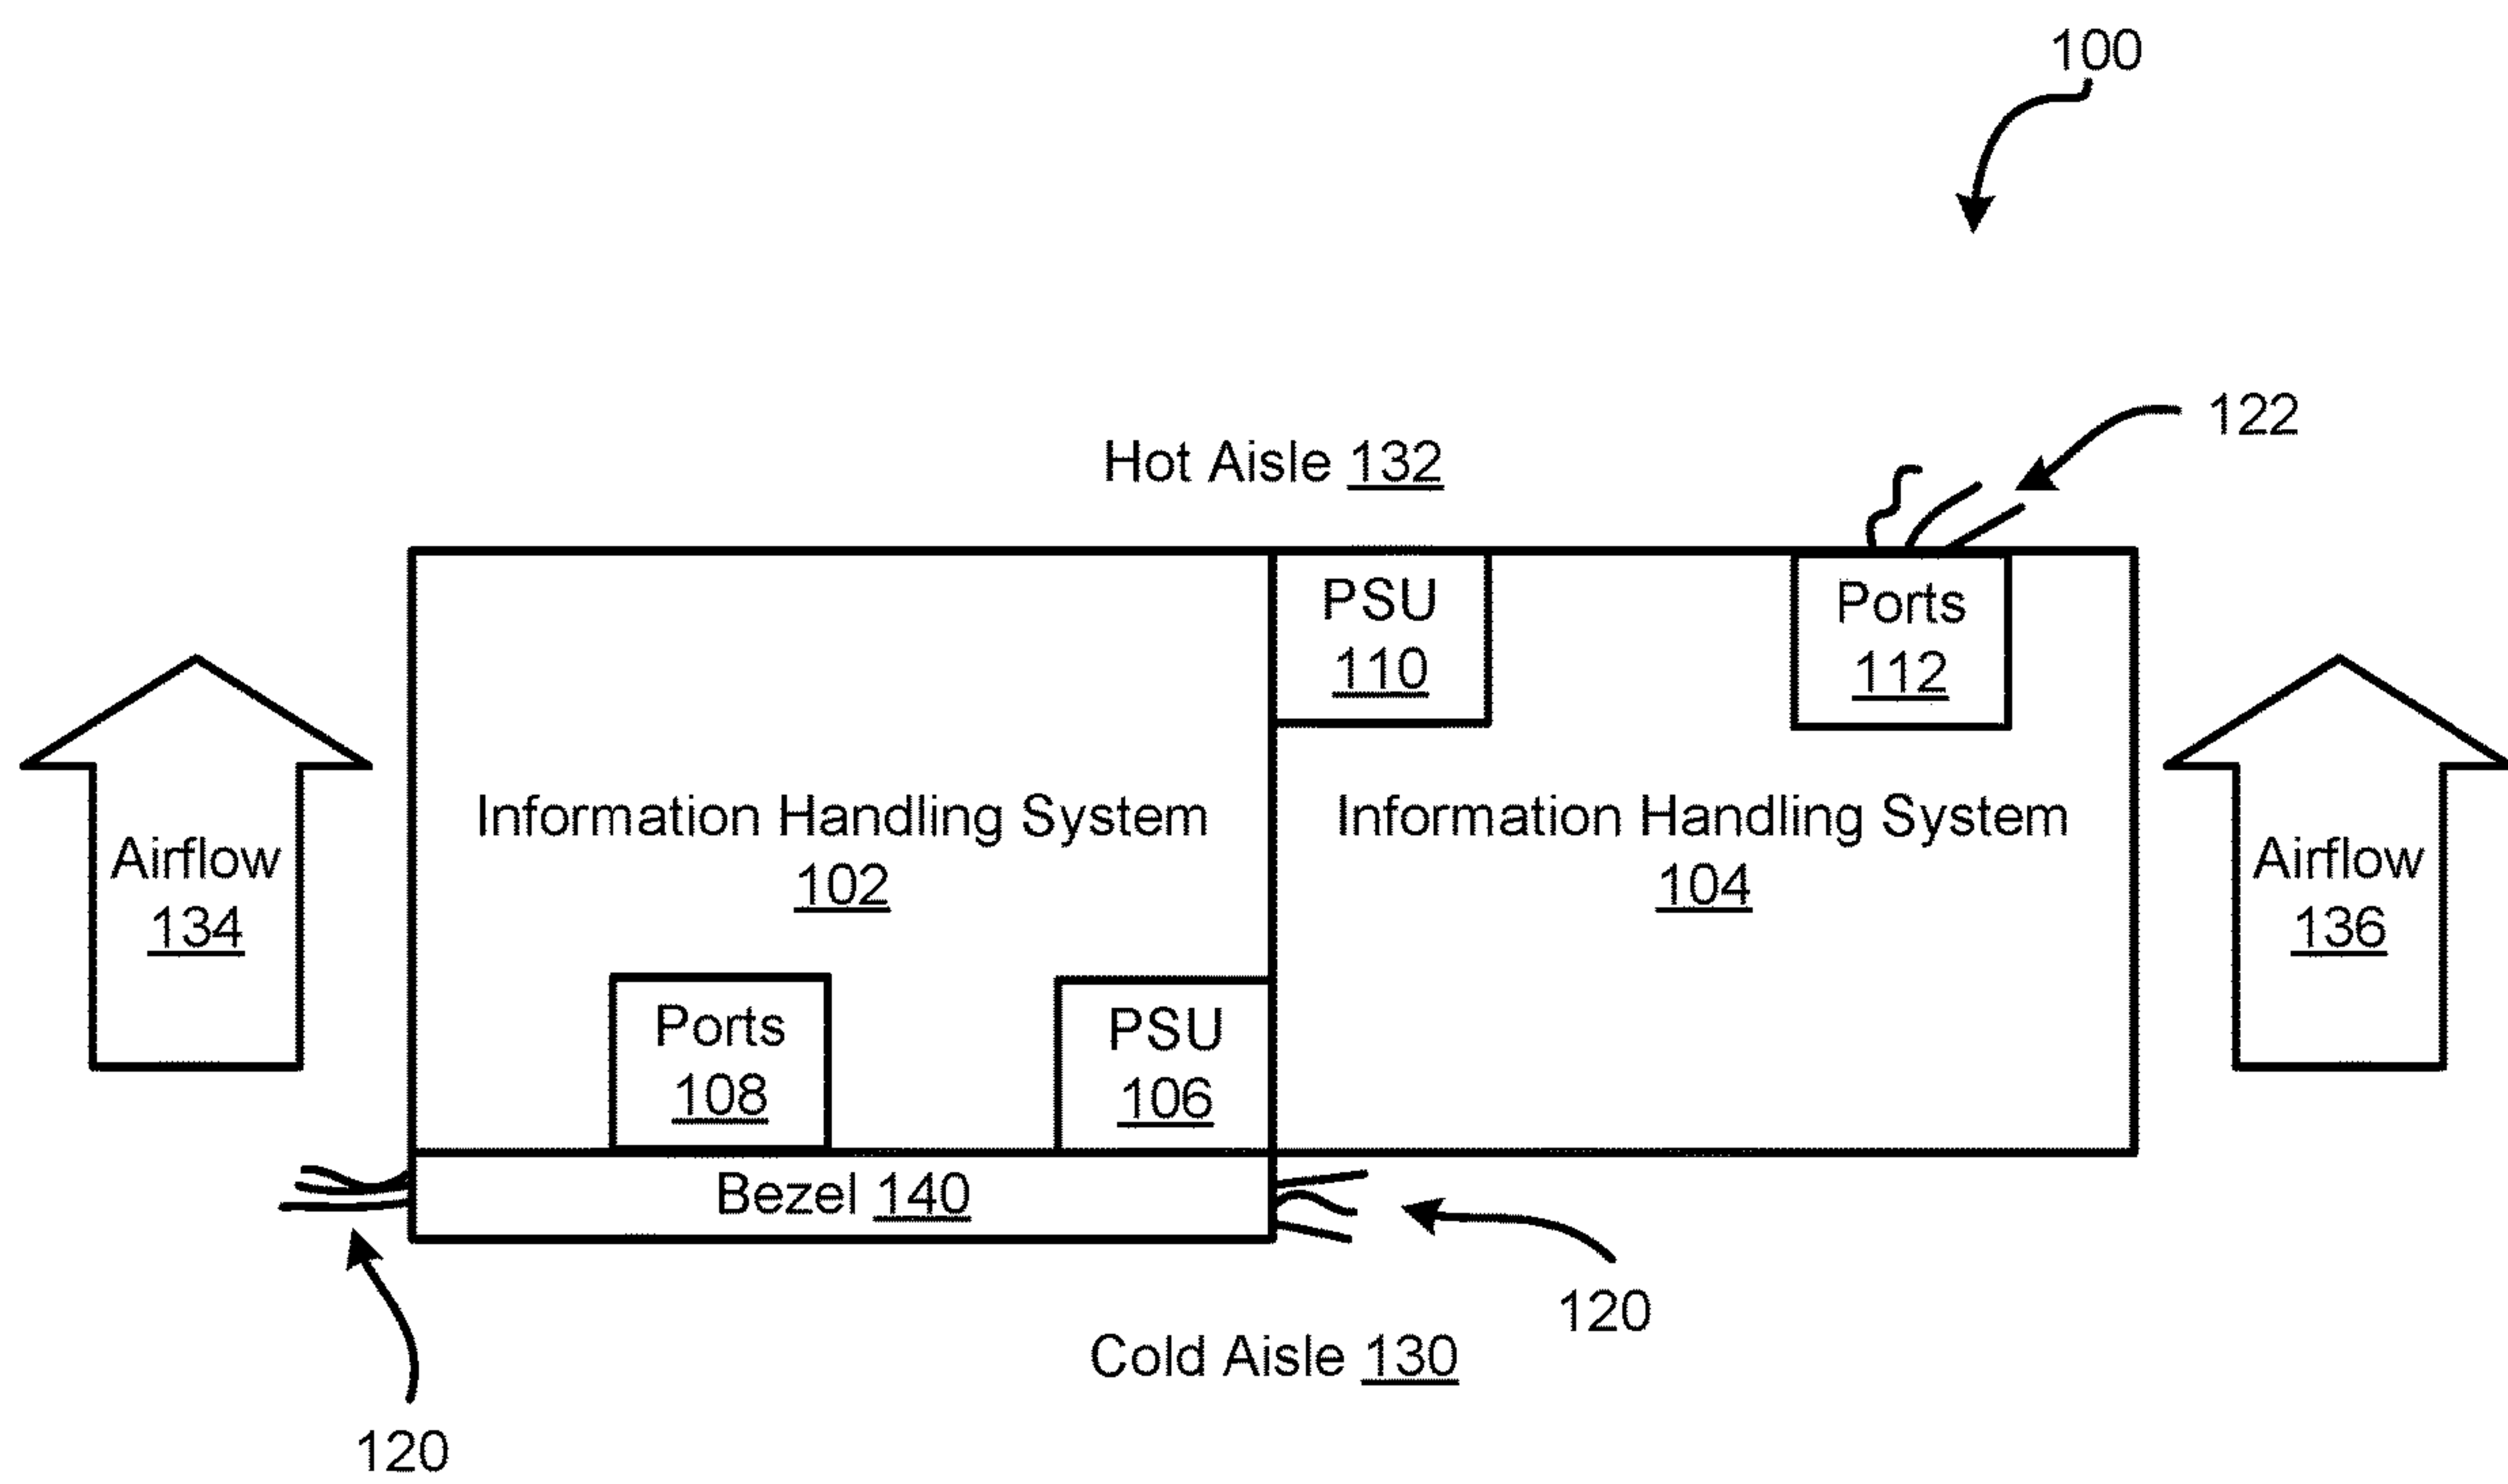 100
122
Hot Aisle 132
PSU
110
Ports
112
Information Handling System
102
Information Handling System
104
Airflow
134
Airflow
136
Ports
108
PSU
106
Bezel 140
120
Cold Aisle 130
120